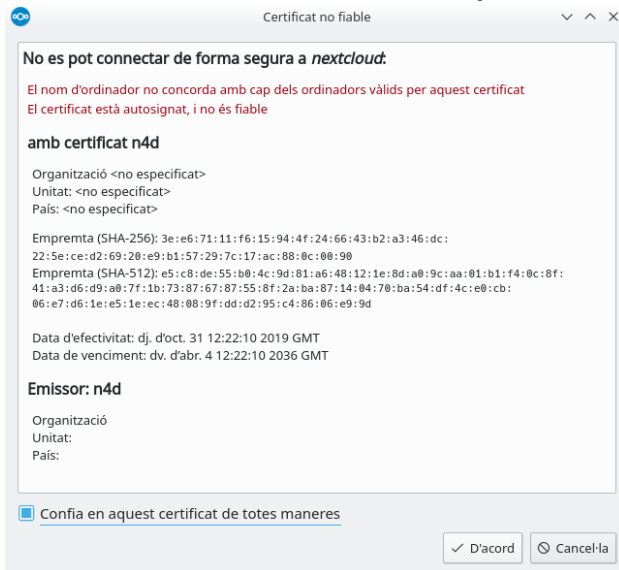 Certificat no fiable
No es pot connectar de forma segura a nextcloud:
El nom d'ordinador no concorda amb cap dels ordinadors vàlids per aquest certificat
El certificat està autosignat, i no és fiable
amb certificat n4d
Organització <no especificat>
Unitat: <no especificat>
País: <no especificat>
Empremta (SHA-256): 3e:e6:71:11:f6:15:94:4f:24:66:43:b2:a3:46:dc:
22:5e:ce:d2:69:20:e9:b1:57:29:7c:17:ac:88:0c:00:90
Empremta (SHA-512): e5:c8:de:55:b0:4c:9d:81:a6:48:12:1e:8d:a0:9c:aa:01:b1:f4:0c:8f:
41:a3:d6:d9:a0:7f:1b:73:87:67:87:55:8f:2a:ba:87:14:04:70:ba:54:df:4c:e0:cb:
06:e7:d6:1e:e5:1e:ec:48:08:9f:dd:d2:95:c4:86:06:e9:9d
Data d'efectivitat: dj. d'oct. 31 12:22:10 2019 GMT
Data de venciment: dv. d'abr. 4 12:22:10 2036 GMT
Emissor: n4d
Organització
Unitat:
País:
Confia en aquest certificat de totes maneres
D'acord
Cancel·la